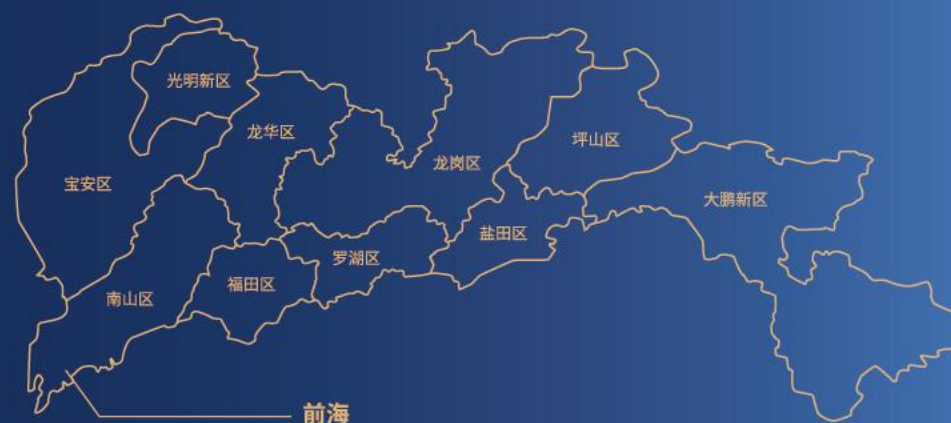 光明新区
龙华区
坪山区
龙岗区
宝安区
大鹏新区
盐田区
罗湖区
福田区
南山区
前海